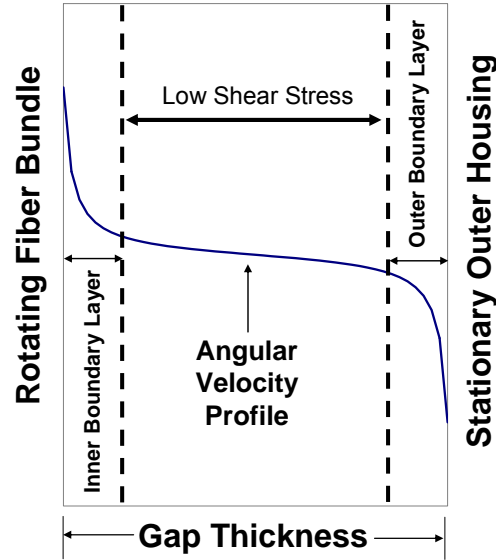 Rotating Fiber Bundle
Inner Boundary Layer
Low Shear Stress
Angular
Velocity
Profile
Outer Boundary Layer
Stationary Outer Housing
Gap Thickness